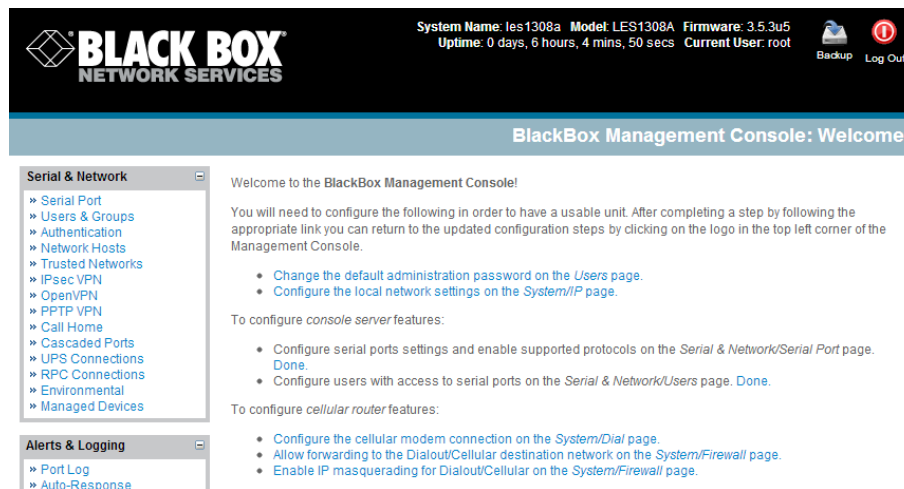 BLACK BOX®
NETWORK SERVICES
System Name: les1308a Model: LES1308A Firmware: 3.5.3u5
Uptime: 0 days, 6 hours, 4 mins, 50 secs Current User: root
Backup
Log Out
BlackBox Management Console: Welcome
Serial & Network
» Serial Port
» Users & Groups
» Authentication
» Network Hosts
» Trusted Networks
» IPsec VPN
» OpenVPN
» PPTP VPN
» Call Home
» Cascaded Ports
» UPS Connections
» RPC Connections
» Environmental
» Managed Devices
Alerts & Logging
» Port Log
» Auto-Response
Welcome to the BlackBox Management Console!
You will need to configure the following in order to have a usable unit. After completing a step by following the
appropriate link you can return to the updated configuration steps by clicking on the logo in the top left corner of the
Management Console.
• Change the default administration password on the Users page.
• Configure the local network settings on the System/IP page.
To configure console server features:
• Configure serial ports settings and enable supported protocols on the Serial & Network/Serial Port page.
Done.
• Configure users with access to serial ports on the Serial & Network/Users page. Done.
To configure cellular router features:
• Configure the cellular modem connection on the System/Dial page.
• Allow forwarding to the Dialout/Cellular destination network on the System/Firewall page.
• Enable IP masquerading for Dialout/Cellular on the System/Firewall page.